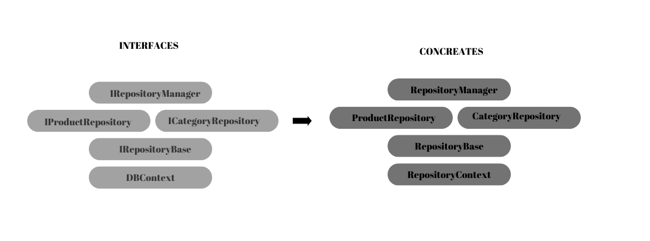 INTERFACES
IRepositoryManager
IProductRepository
ICategoryRepository
IRepositoryBase
DBContext
CONCREATES
RepositoryManager
ProductRepository
CategoryRepository
RepositoryBase
RepositoryContext